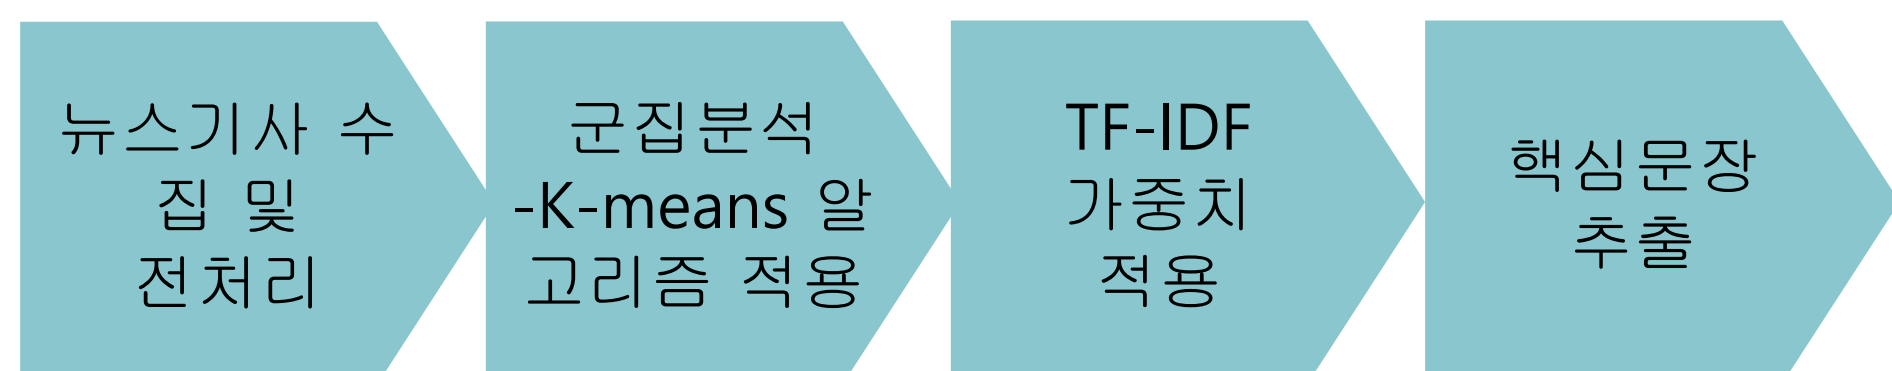 뉴스기사 수
집 및
전처리
군집분석
-K-means 알
고리즘 적용
TF-IDF
가중치
적용
핵심문장
추출